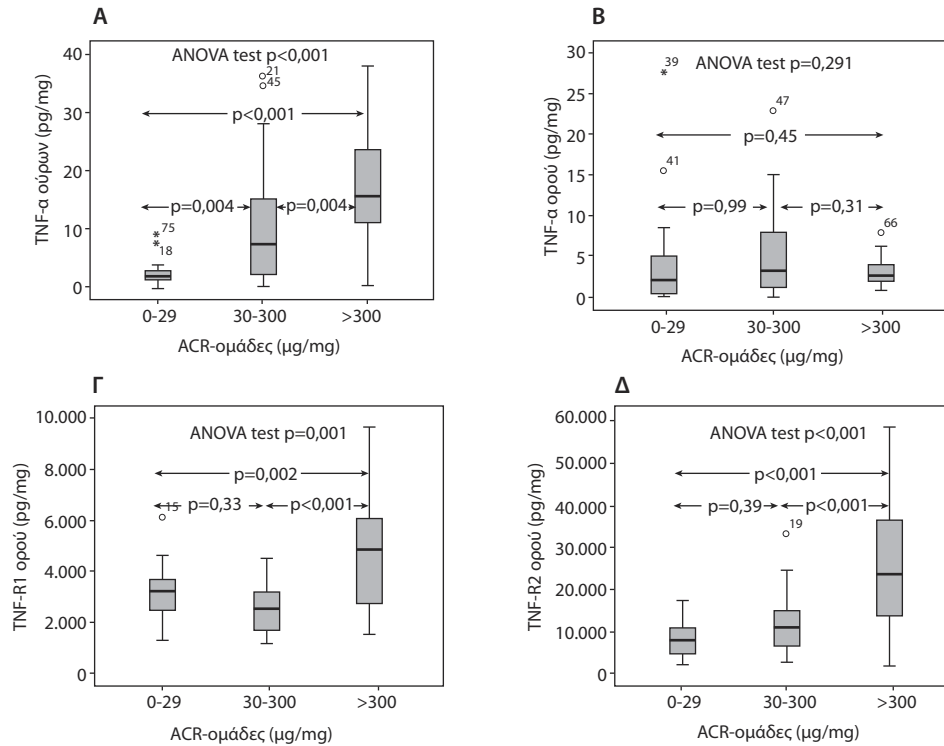 Α
ANOVA test p<0,001
40
30
20
10
0
TNF-α ούρων (pg/mg)
21
45
p<0,001
p=0,004
p=0,004
75
18
0-29
30-300
>300
ACR-ομάδες (μg/mg)
Β
ANOVA test p=0,291
30
25
20
15
10
5
0
TNF-α ορού (pg/mg)
39
47
p=0,45
41
p=0,99
p=0,31
66
0-29
30-300
>300
ACR-ομάδες (μg/mg)
Γ
ANOVA test p=0,001
10.000
8.000
6.000
4.000
2.000
0
TNF-R1 ορού (pg/mg)
p=0,002
15
p=0,33
p<0,001
0-29
30-300
>300
ACR-ομάδες (μg/mg)
Δ
ANOVA test p<0,001
60.000
50.000
40.000
30.000
20.000
10.000
0
TNF-R2 ορού (pg/mg)
p<0,001
p=0,39
p<0,001
19
0-29
30-300
>300
ACR-ομάδες (μg/mg)